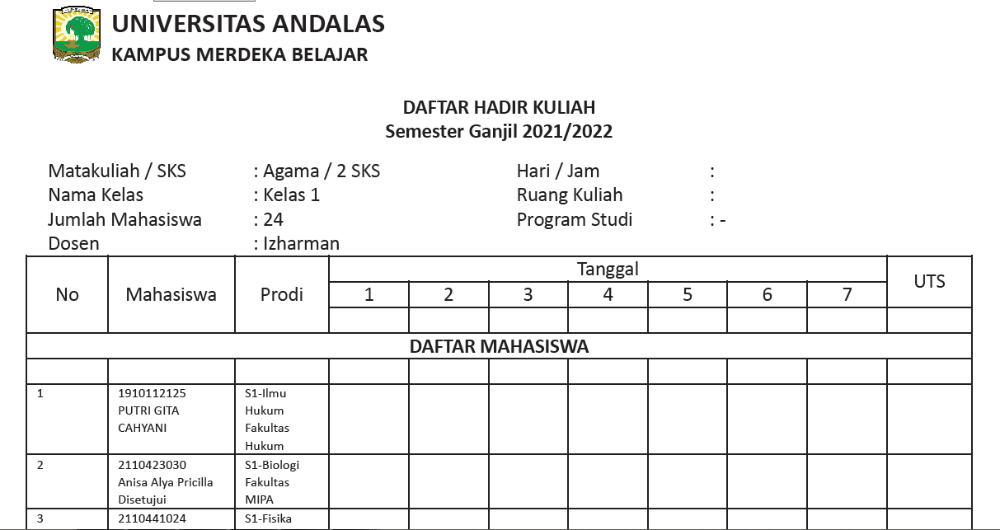 UNIVERSITAS ANDALAS
KAMPUS MERDEKA BELAJAR
DAFTAR HADIR KULIAH
Semester Ganjil 2021/2022
Matakuliah / SKS : Agama / 2 SKS Hari / Jam :
Nama Kelas : Kelas 1 Ruang Kuliah :
Jumlah Mahasiswa : 24 Program Studi : -
Dosen : Izharman
No Mahasiswa Prodi Tanggal UTS
1 2 3 4 5 6 7
DAFTAR MAHASISWA
1 1910112125 S1-Ilmu
PUTRI GITA Hukum
CAHYANI Fakultas
Hukum
2 2110423030 S1-Biologi
Anisa Alya Pricilla Fakultas
Disetujui MIPA
3 2110441024 S1-Fisika